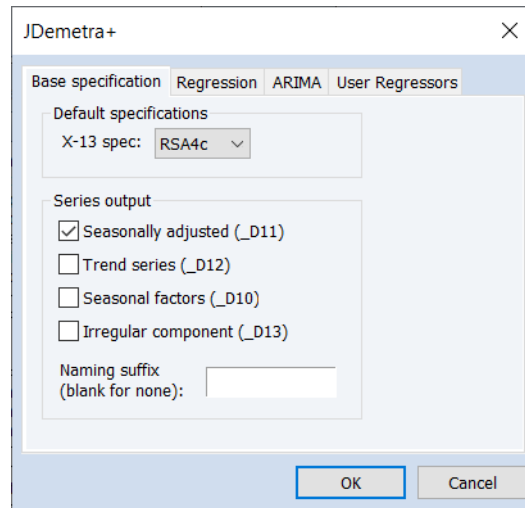 JDemetra+
Base specification Regression ARIMA User Regressors
Default specifications
X-13 spec: RSA4c
Series output
Seasonally adjusted (_D11)
Trend series (_D12)
Seasonal factors (_D10)
Irregular component (_D13)
Naming suffix
(blank for none):
OK Cancel